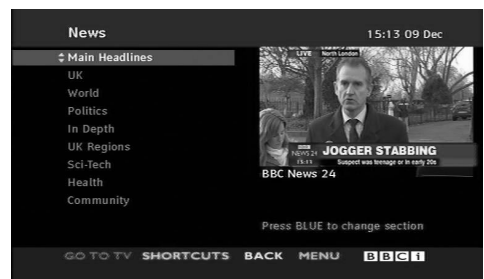 News
15:13 09 Dec
Main Headlines
UK
World
Politics
In Depth
UK Regions
Sci-Tech
Health
Community
LIVE North London
BBC
NEWS 24
15:13
JOGGER STABBING
Suspect was teenage or in early 20s
BBC News 24
Press BLUE to change section
GO TO TV SHORTCUTS BACK MENU BBCi